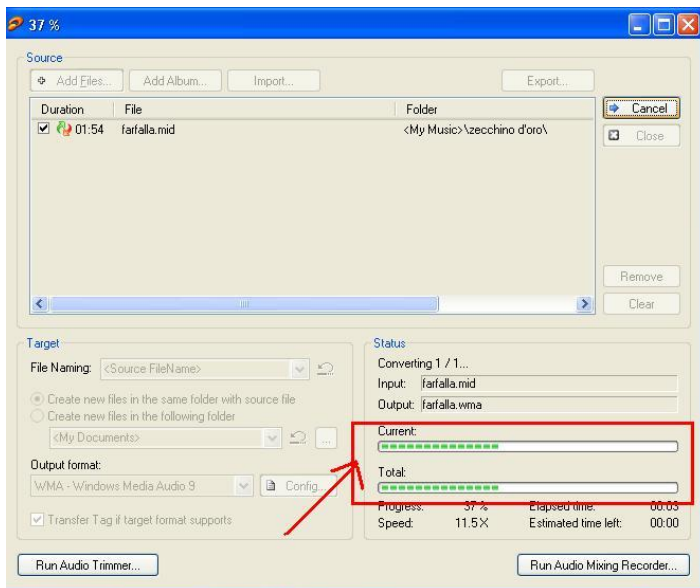 37 %
Source
Add Files... Add Album... Import... Export...
Duration File Folder Cancel
01:54 farfalla.mid <My Music>\zecchino d'oro\ Close
Remove
Clear
Target Status
File Naming: <Source FileName> Converting 1 / 1...
Create new files in the same folder with source file Input: farfalla.mid
Create new files in the following folder Output: farfalla.wma
<My Documents> ... Current:
Output format: Total:
WMA - Windows Media Audio 9 Config... Progress: 37 % Elapsed time: 00:03
Transfer Tag if target format supports Speed: 11.5X Estimated time left: 00:00
Run Audio Trimmer... Run Audio Mixing Recorder...